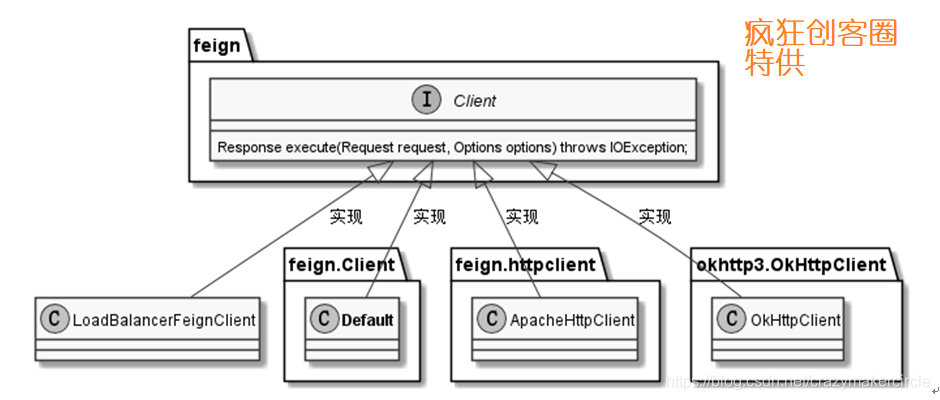 疯狂创客圈
特供
feign
I Client
Response execute(Request request, Options options) throws IOException;
实现 实现 实现 实现
feign.Client feign.httpclient okhttp3.OkHttpClient
C LoadBalancerFeignClient C Default C ApacheHttpClient C OkHttpClient
https://blog.csdn.net/crazymakercircle